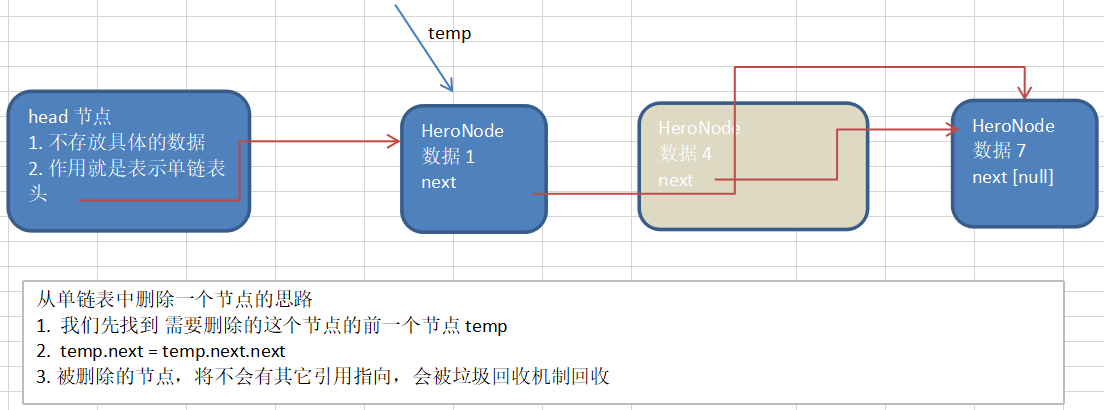 temp
head 节点
1. 不存放具体的数据
2. 作用就是表示单链表
头
HeroNode
数据 1
next
HeroNode
数据 4
next
HeroNode
数据 7
next [null]
从单链表中删除一个节点的思路
1. 我们先找到 需要删除的这个节点的前一个节点 temp
2. temp.next = temp.next.next
3. 被删除的节点，将不会有其它引用指向，会被垃圾回收机制回收